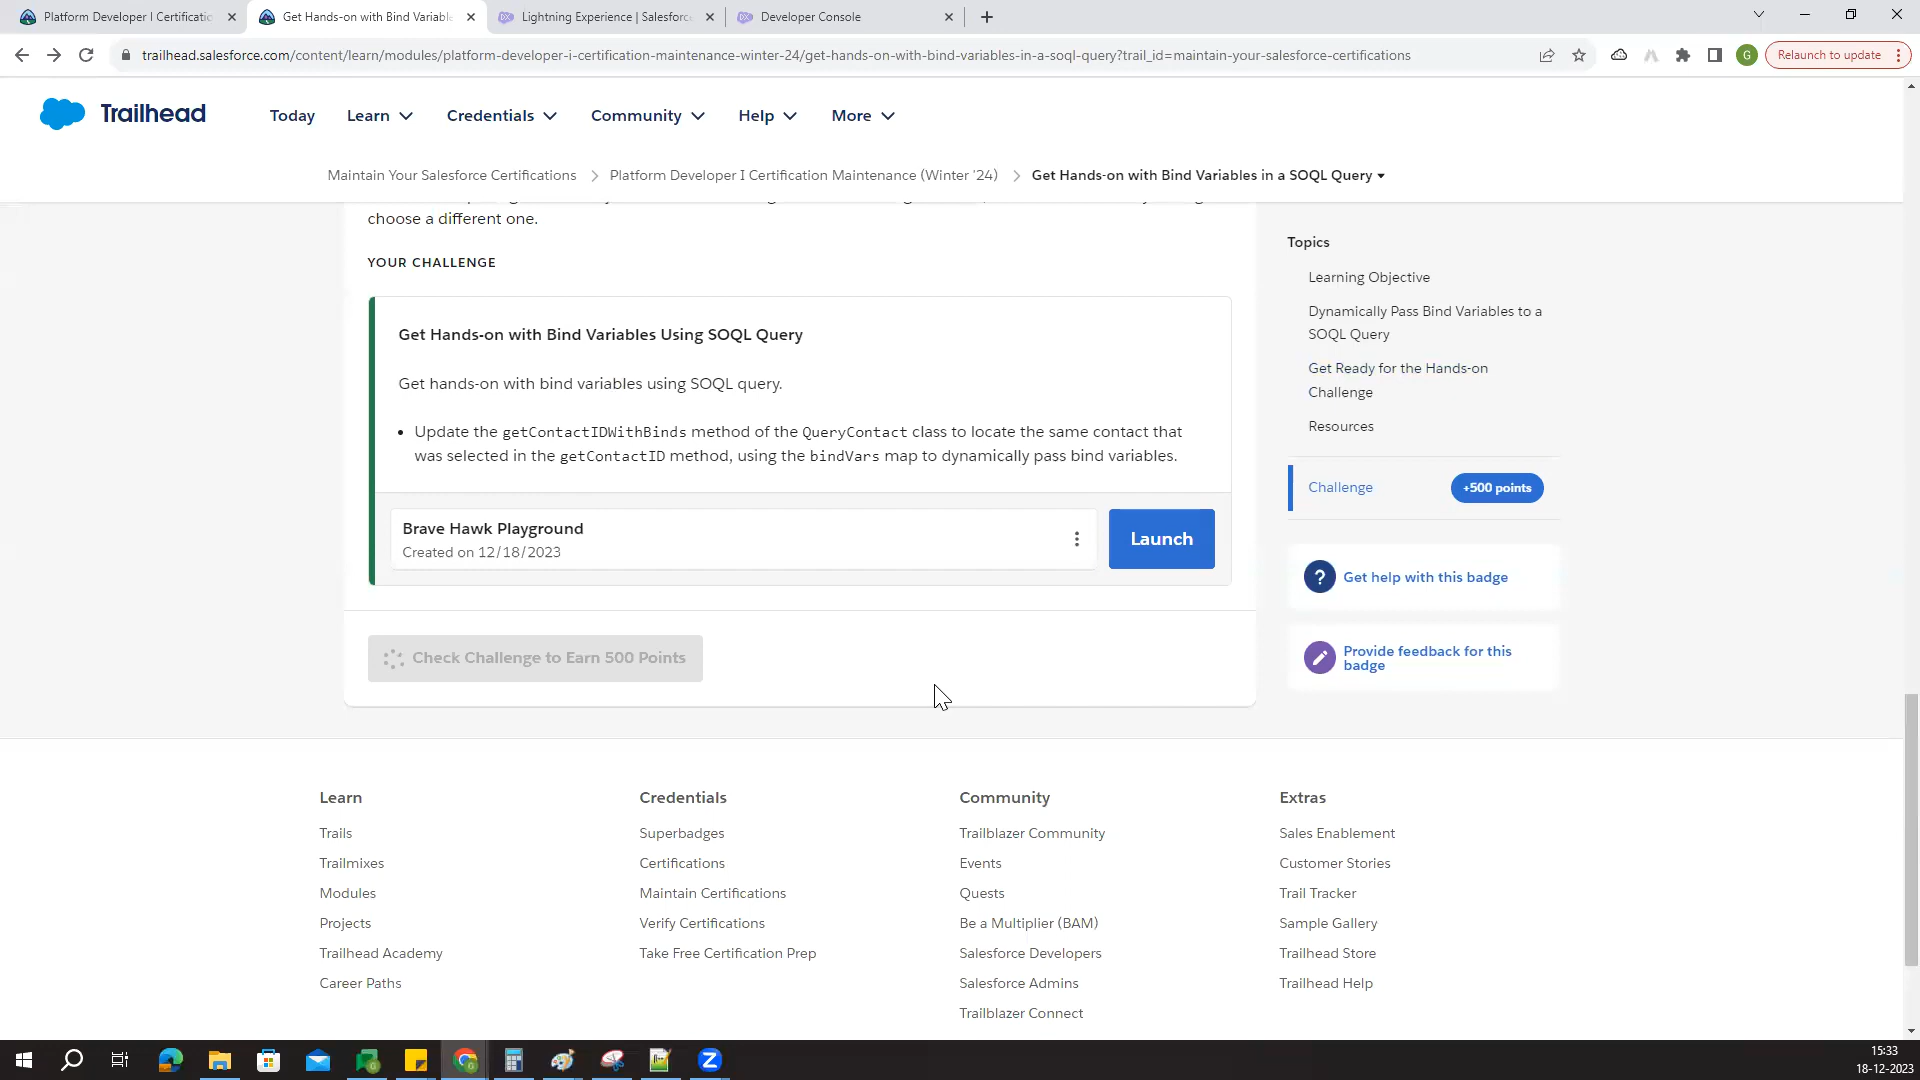 Platform Developer I Certificatio
Get Hands-on with Bind Variable
Lightning Experience | Salesforc
Developer Console
trailhead.salesforce.com/content/learn/modules/platform-developer-i-certification-maintenance-winter-24/get-hands-on-with-bind-variables-in-a-soql-query?trail_id=maintain-your-salesforce-certifications
G
Relaunch to update
Trailhead
Today
Learn
Credentials
Community
Help
More
Maintain Your Salesforce Certifications
Platform Developer I Certification Maintenance (Winter '24)
Get Hands-on with Bind Variables in a SOQL Query
choose a different one.
YOUR CHALLENGE
Get Hands-on with Bind Variables Using SOQL Query
Get hands-on with bind variables using SOQL query.
• Update the getContactIDWithBinds method of the QueryContact class to locate the same contact that
was selected in the getContactID method, using the bindVars map to dynamically pass bind variables.
Brave Hawk Playground
Created on 12/18/2023
Launch
Check Challenge to Earn 500 Points
Topics
Learning Objective
Dynamically Pass Bind Variables to a
SOQL Query
Get Ready for the Hands-on
Challenge
Resources
Challenge
+500 points
? Get help with this badge
Provide feedback for this
badge
Learn
Trails
Trailmixes
Modules
Projects
Trailhead Academy
Career Paths
Credentials
Superbadges
Certifications
Maintain Certifications
Verify Certifications
Take Free Certification Prep
Community
Trailblazer Community
Events
Quests
Be a Multiplier (BAM)
Salesforce Developers
Salesforce Admins
Trailblazer Connect
Extras
Sales Enablement
Customer Stories
Trail Tracker
Sample Gallery
Trailhead Store
Trailhead Help
15:33
18-12-2023